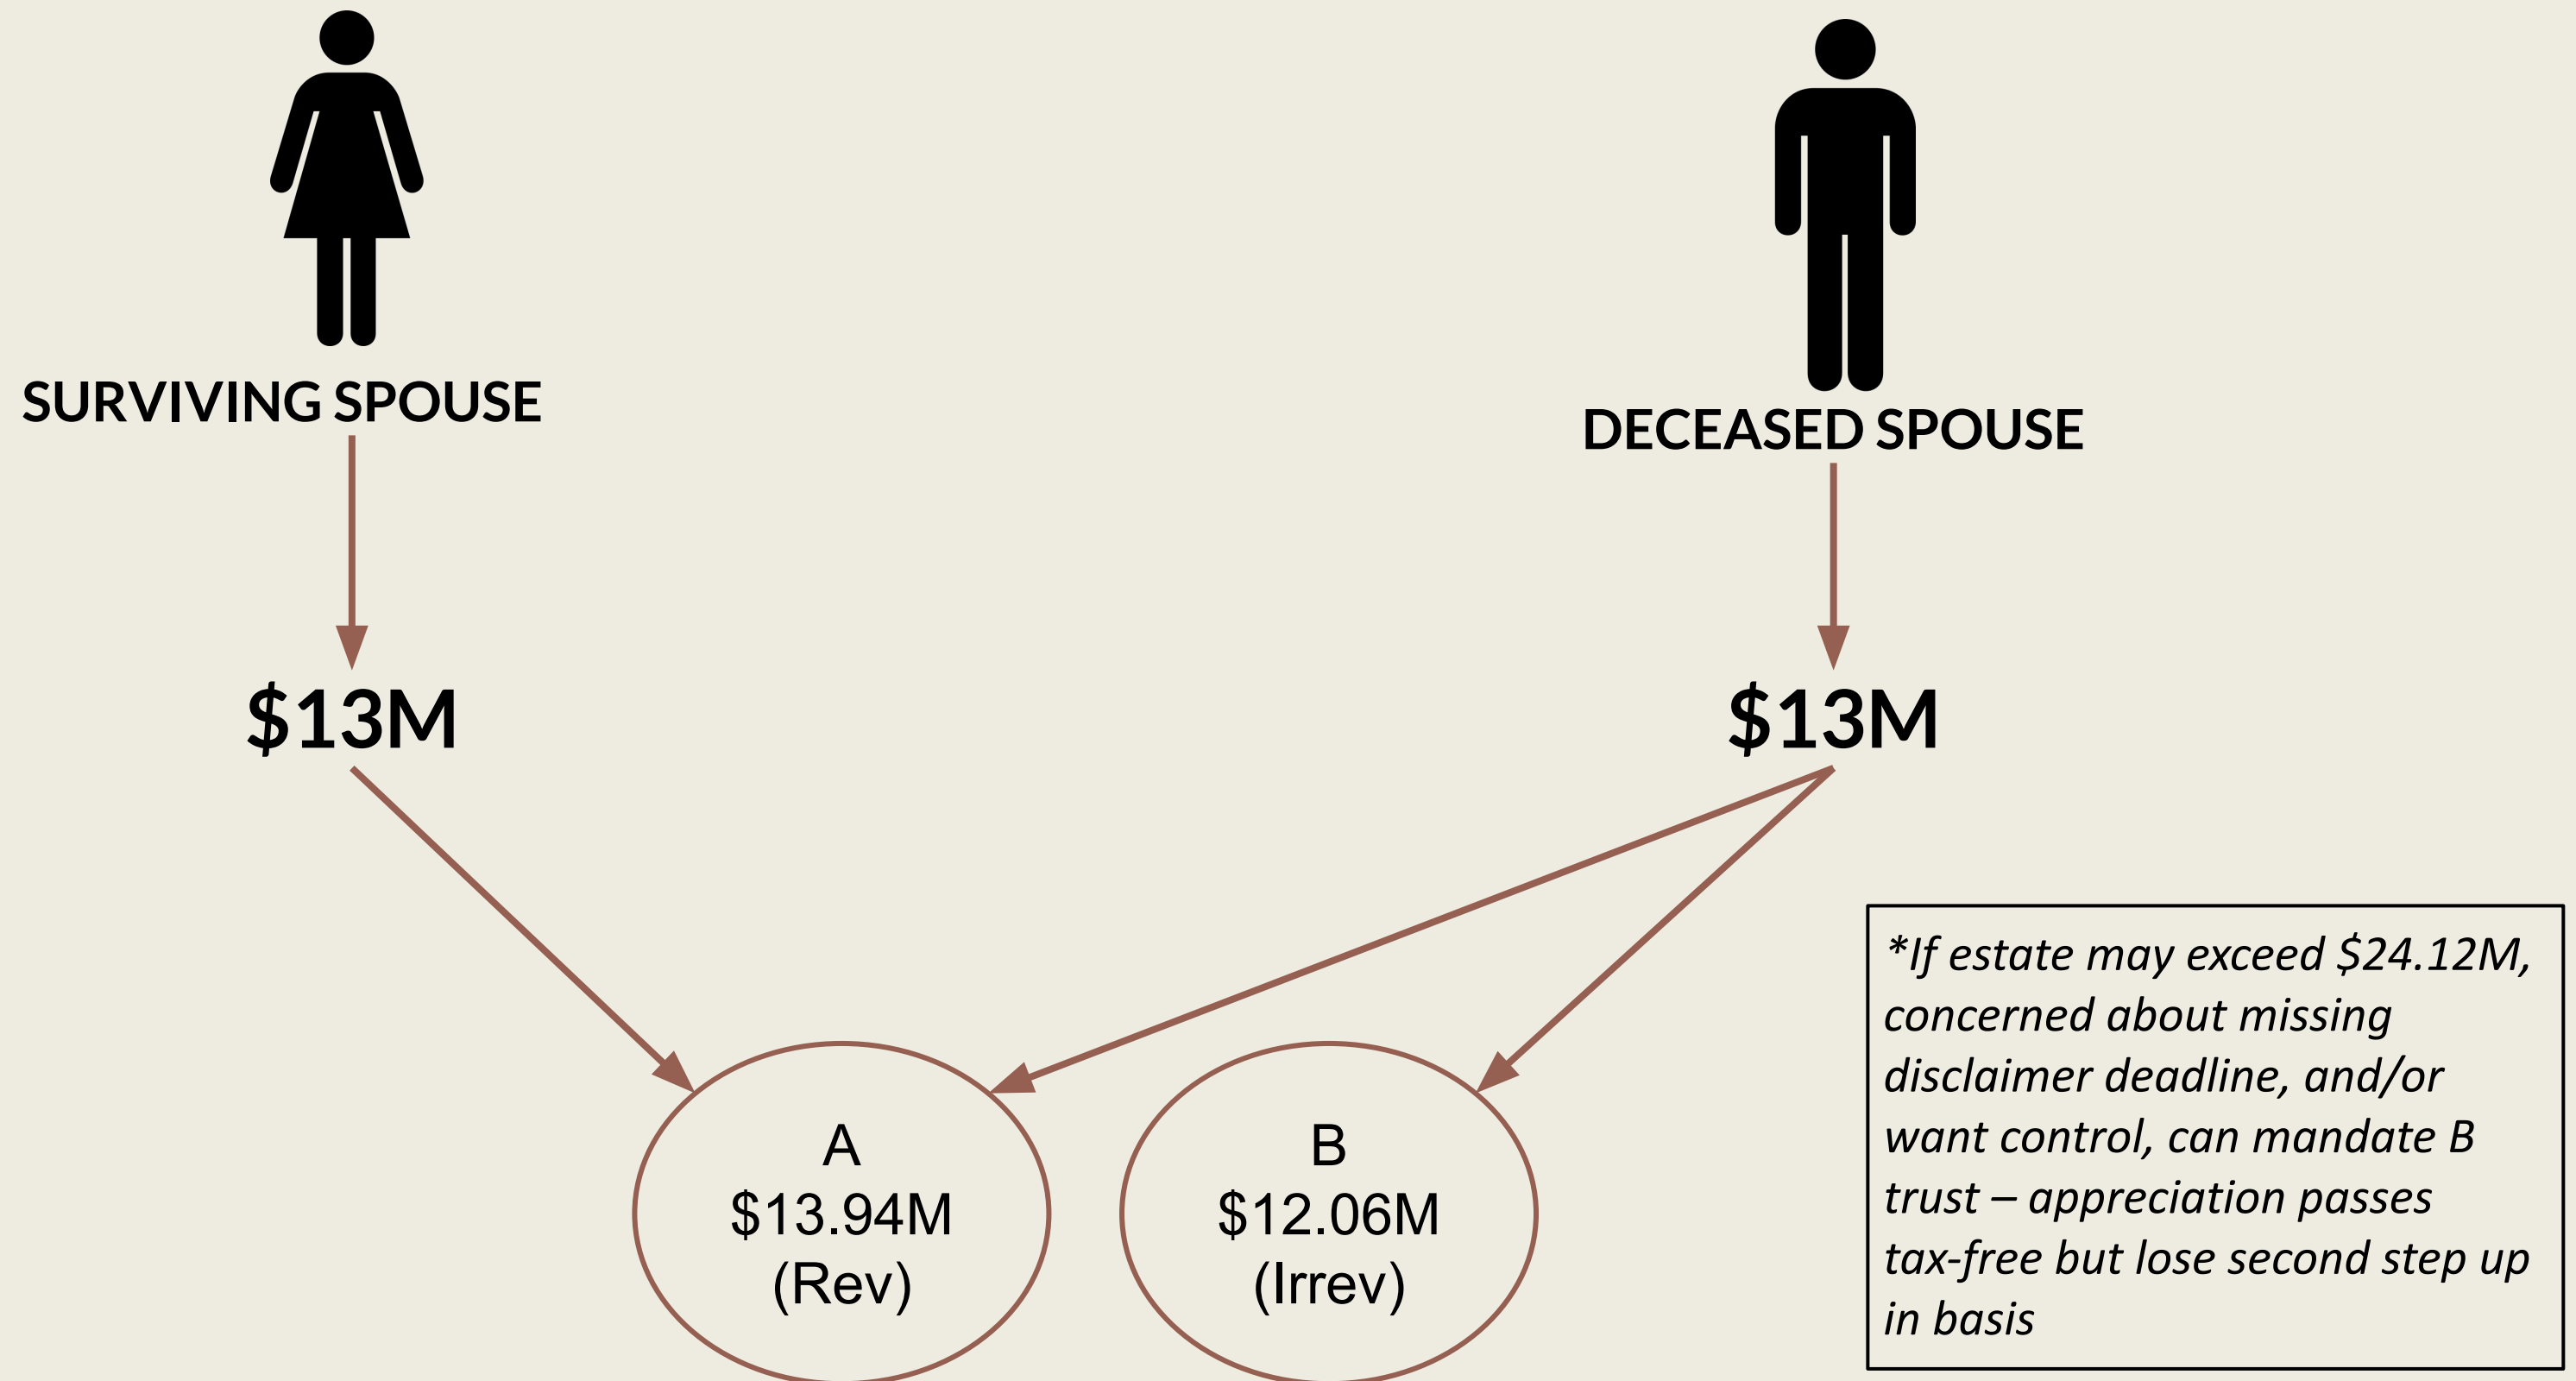 SURVIVING SPOUSE
DECEASED SPOUSE
$13M
$13M
A
$13.94M
(Rev)
B
$12.06M
(Irrev)
*If estate may exceed $24.12M,
concerned about missing
disclaimer deadline, and/or
want control, can mandate B
trust – appreciation passes
tax-free but lose second step up
in basis